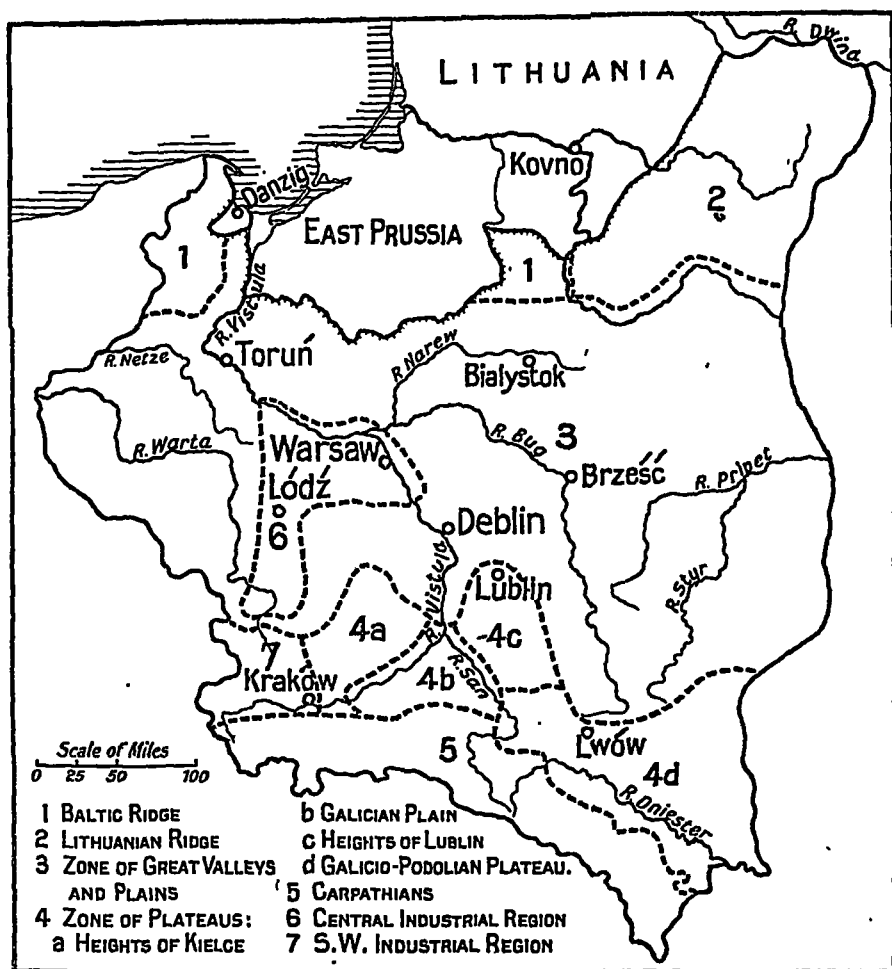 R. DWINA
LITHUANIA
Kovno
Danzig
2
EAST PRUSSIA
1
1
R. Vistula
R. Netze
Toruń
R. Narew
Bialystok
R. Warta
Warsaw
R. Bug
3
Łódź
Brześć
R. Pripet
6
Deblin
R. Vistula
Lublin
R. Styr
4a
4c
7
Kraków
4b
R. San
Scale of Miles
0 25 50 100
5
Lwów
4d
R. Dniester
1 BALTIC RIDGE
2 LITHUANIAN RIDGE
3 ZONE OF GREAT VALLEYS
AND PLAINS
4 ZONE OF PLATEAUS:
a HEIGHTS OF KIELCE
b GALICIAN PLAIN
c HEIGHTS OF LUBLIN
d GALICIO-PODOLIAN PLATEAU.
5 CARPATHIANS
6 CENTRAL INDUSTRIAL REGION
7 S.W. INDUSTRIAL REGION